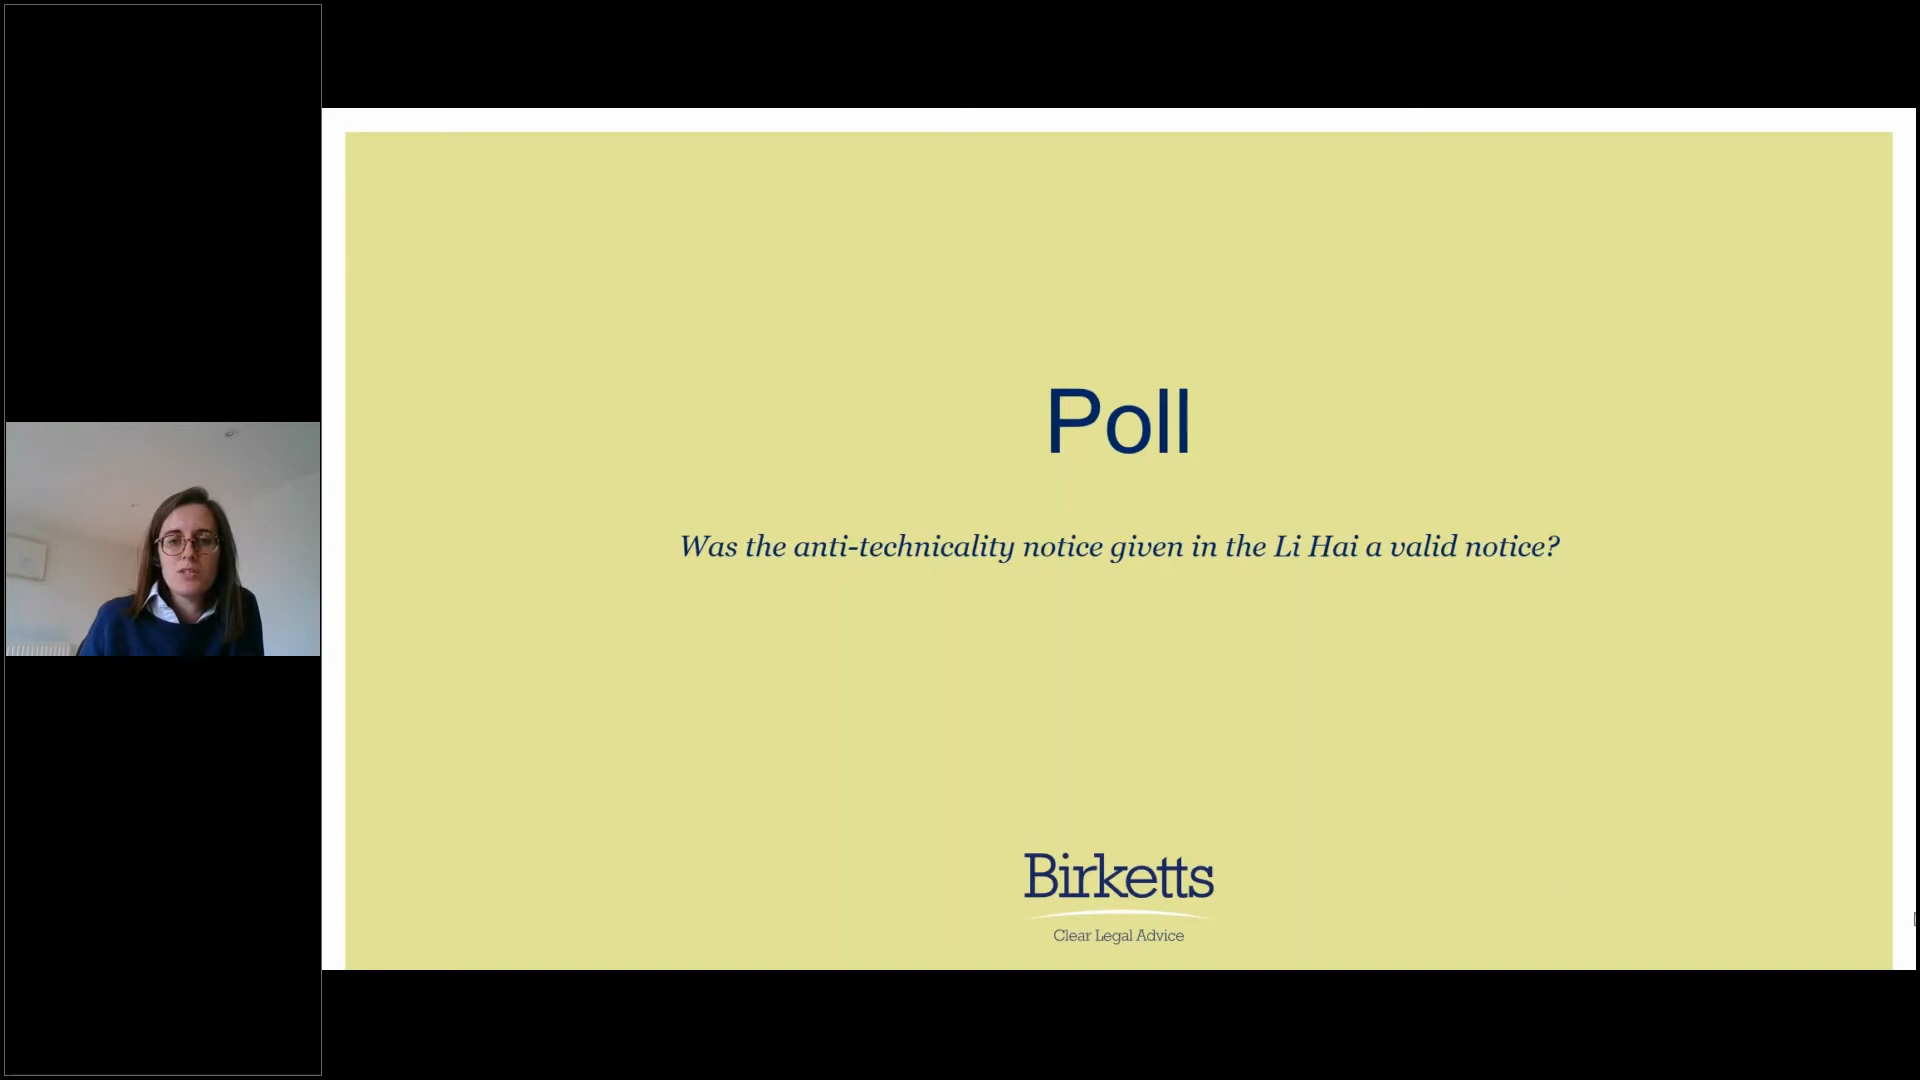 Poll
Was the anti-technicality notice given in the Li Hai a valid notice?
Birketts
Clear Legal Advice